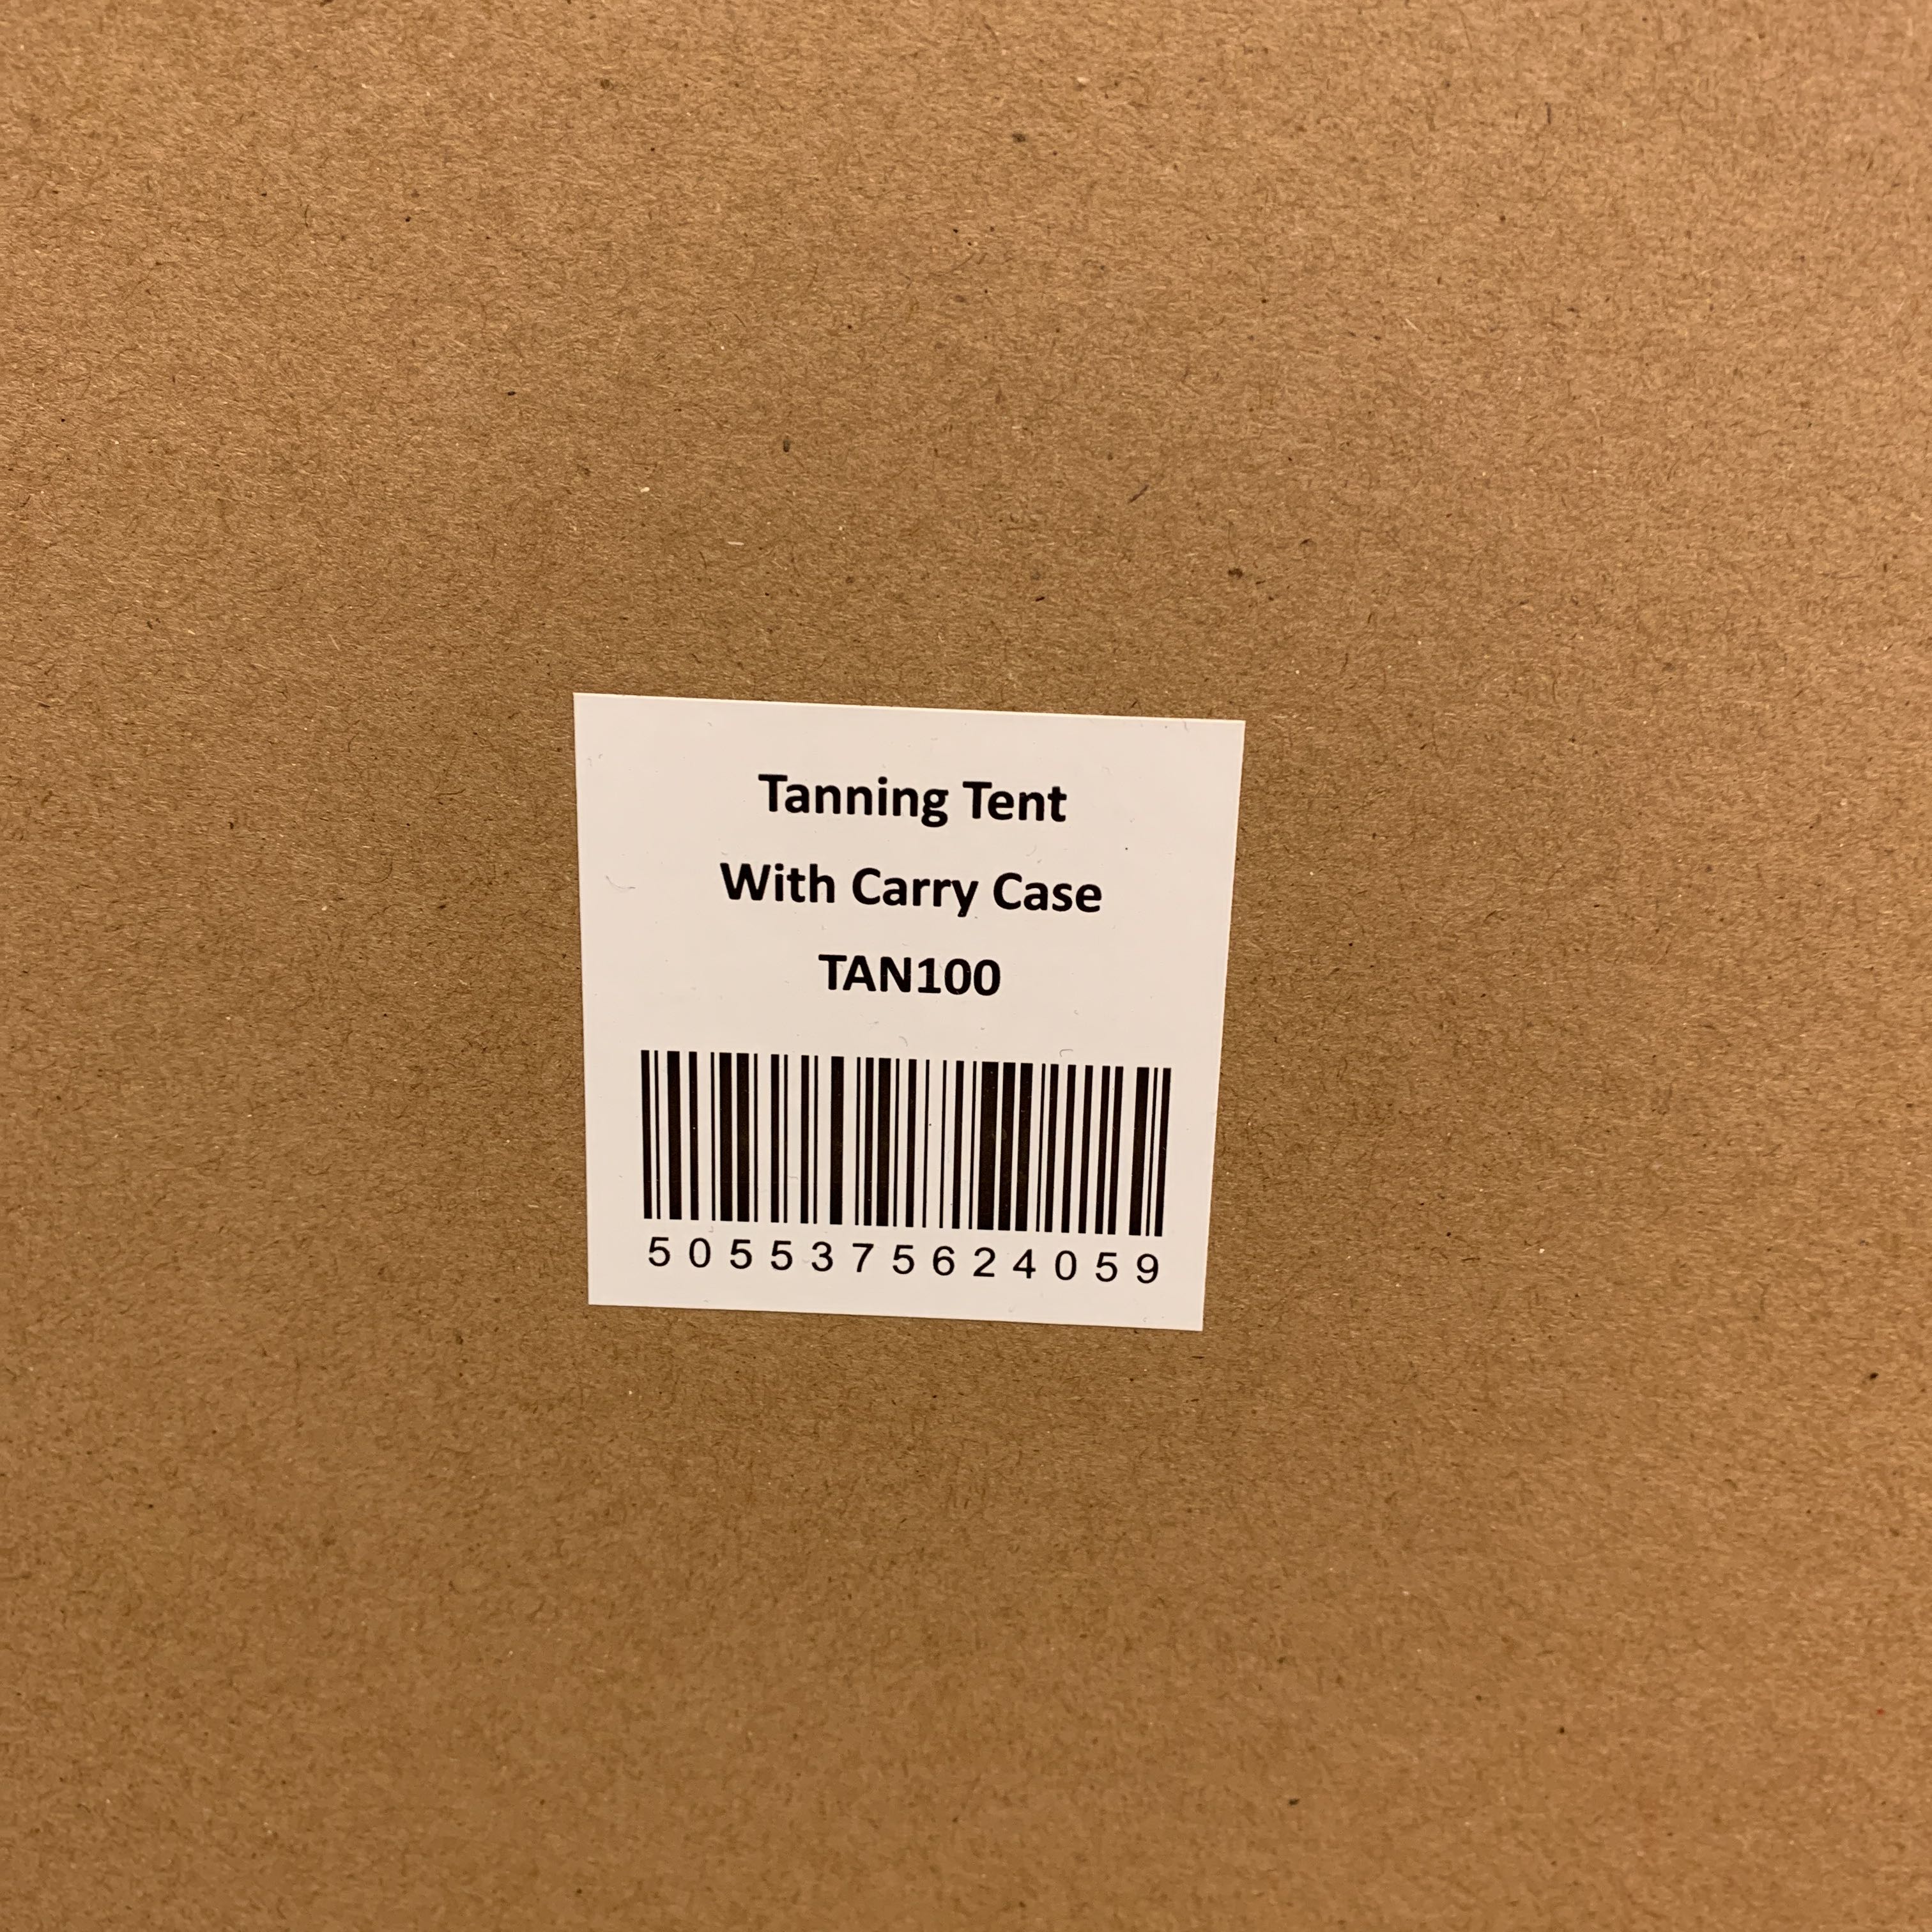 Tanning Tent
With Carry Case
TAN100
5055375624059